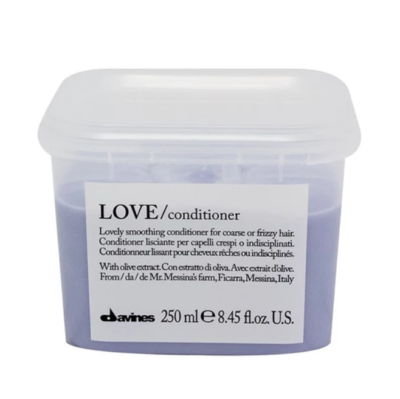 LOVE/conditioner
Lovely smoothing conditioner for coarse or frizzy hair.
Conditioner lisciante per capelli crespi o indisciplinati.
Conditionneur lissant pour cheveux rêches ou indisciplinés.
With olive extract. Con estratto di oliva. Avec extrait d'olive.
From / da / de Mr. Messina's farm, Ficarra, Messina, Italy
davines 250 ml ℮ 8.45 fl.oz. U.S.